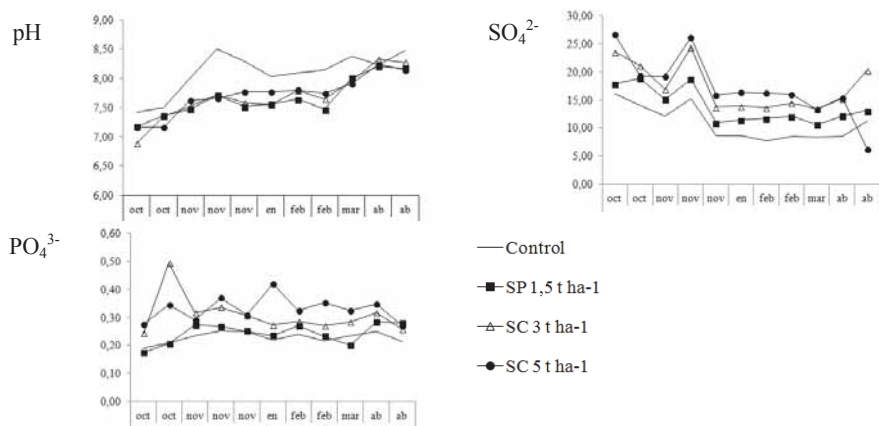 pH
9,00
8,50
8,00
7,50
7,00
6,50
6,00
oct oct nov nov nov en feb feb mar ab ab
SO₄²⁻
30,00
25,00
20,00
15,00
10,00
5,00
0,00
oct oct nov nov nov en feb feb mar ab ab
PO₄³⁻
0,60
0,50
0,40
0,30
0,20
0,10
0,00
oct oct nov nov nov en feb feb mar ab ab
Control
SP 1,5 t ha-1
SC 3 t ha-1
SC 5 t ha-1